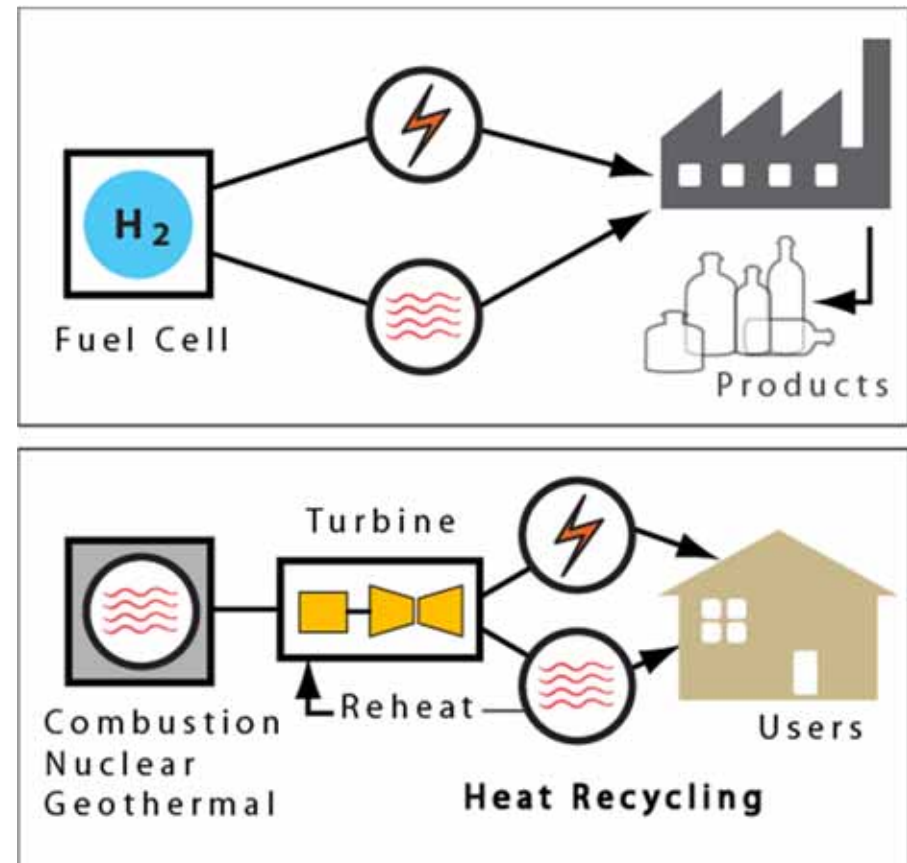 H2
Fuel Cell
Products
Turbine
Reheat
Combustion
Nuclear
Geothermal
Users
Heat Recycling